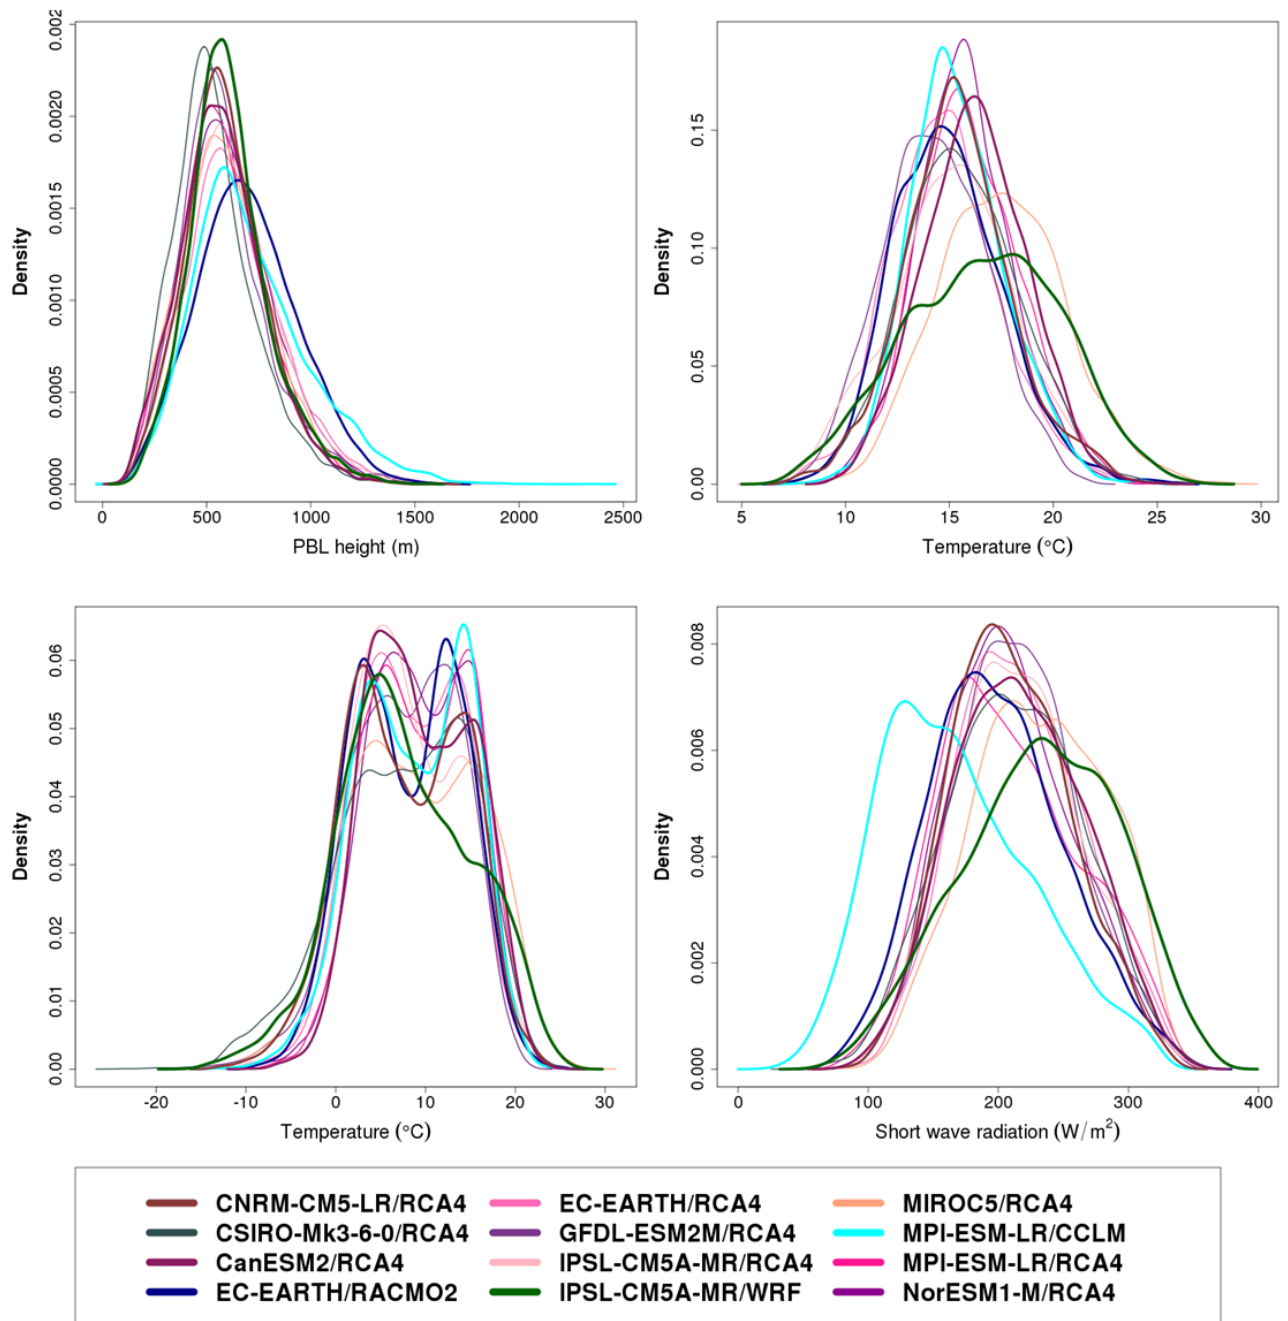 0.0000 0.0005 0.0010 0.0015 0.0020 0.002
Density
0 500 1000 1500 2000 2500
PBL height (m)
0.00 0.05 0.10 0.15
Density
5 10 15 20 25 30
Temperature (°C)
0.00 0.01 0.02 0.03 0.04 0.05 0.06
Density
-20 -10 0 10 20 30
Temperature (°C)
0.000 0.002 0.004 0.006 0.008
Density
0 100 200 300 400
Short wave radiation (W/m²)
CNRM-CM5-LR/RCA4 EC-EARTH/RCA4 MIROC5/RCA4
CSIRO-Mk3-6-0/RCA4 GFDL-ESM2M/RCA4 MPI-ESM-LR/CCLM
CanESM2/RCA4 IPSL-CM5A-MR/RCA4 MPI-ESM-LR/RCA4
EC-EARTH/RACMO2 IPSL-CM5A-MR/WRF NorESM1-M/RCA4